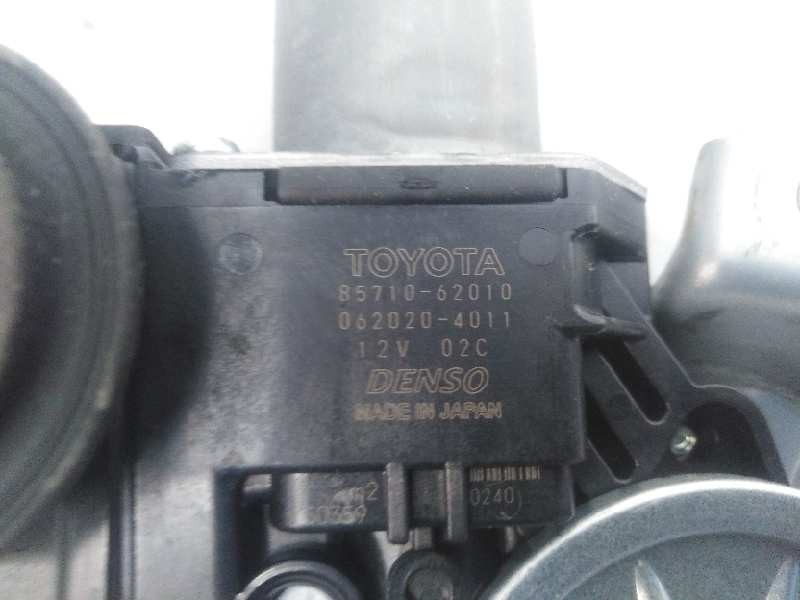 TOYOTA
85710-62010
062020-4011
12V 02C
DENSO
MADE IN JAPAN
0240